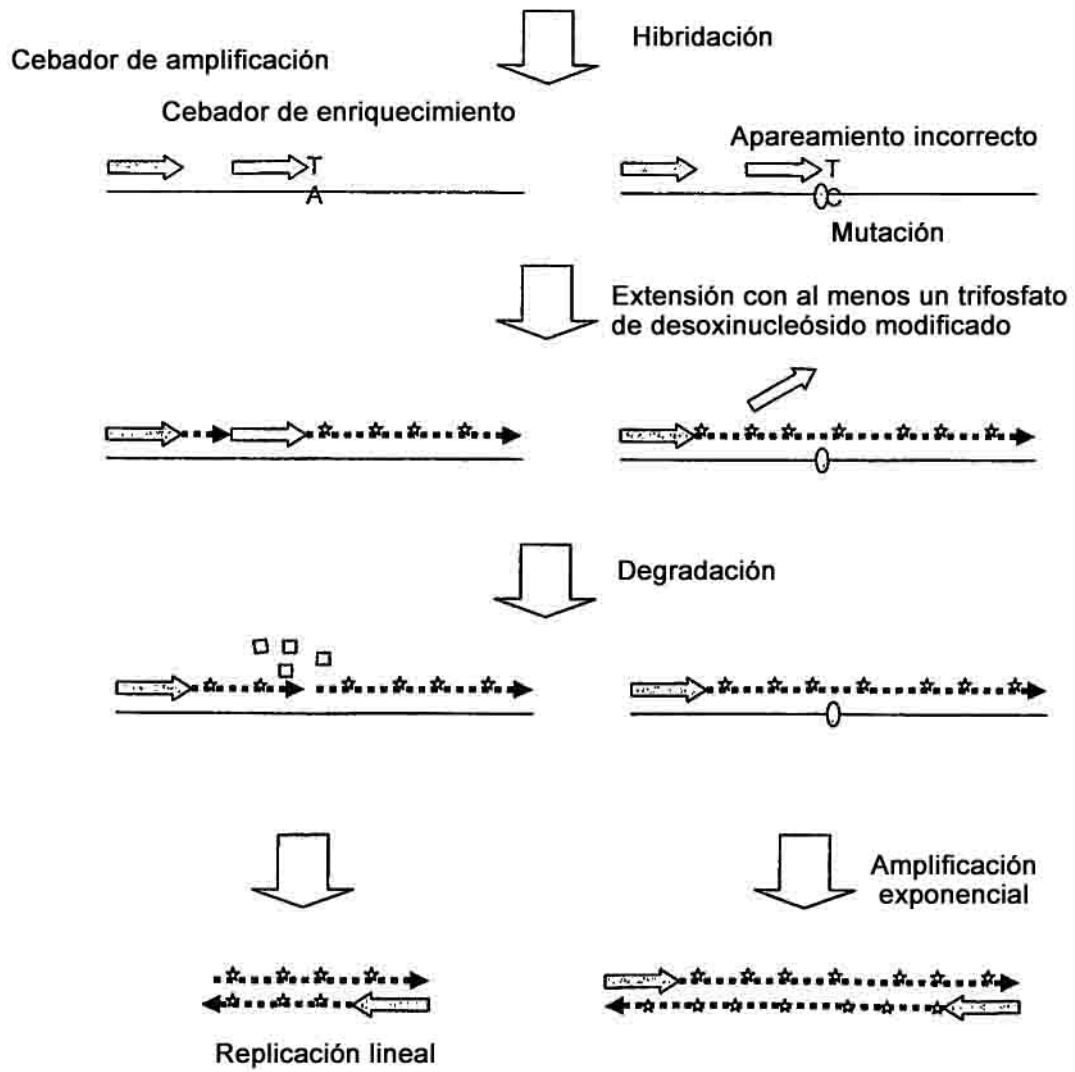 Hibridación
Cebador de amplificación
Cebador de enriquecimiento
Apareamiento incorrecto
T
A
T
C
Mutación
Extensión con al menos un trifosfato
de desoxinucleósido modificado
Degradación
Amplificación
exponencial
Replicación lineal